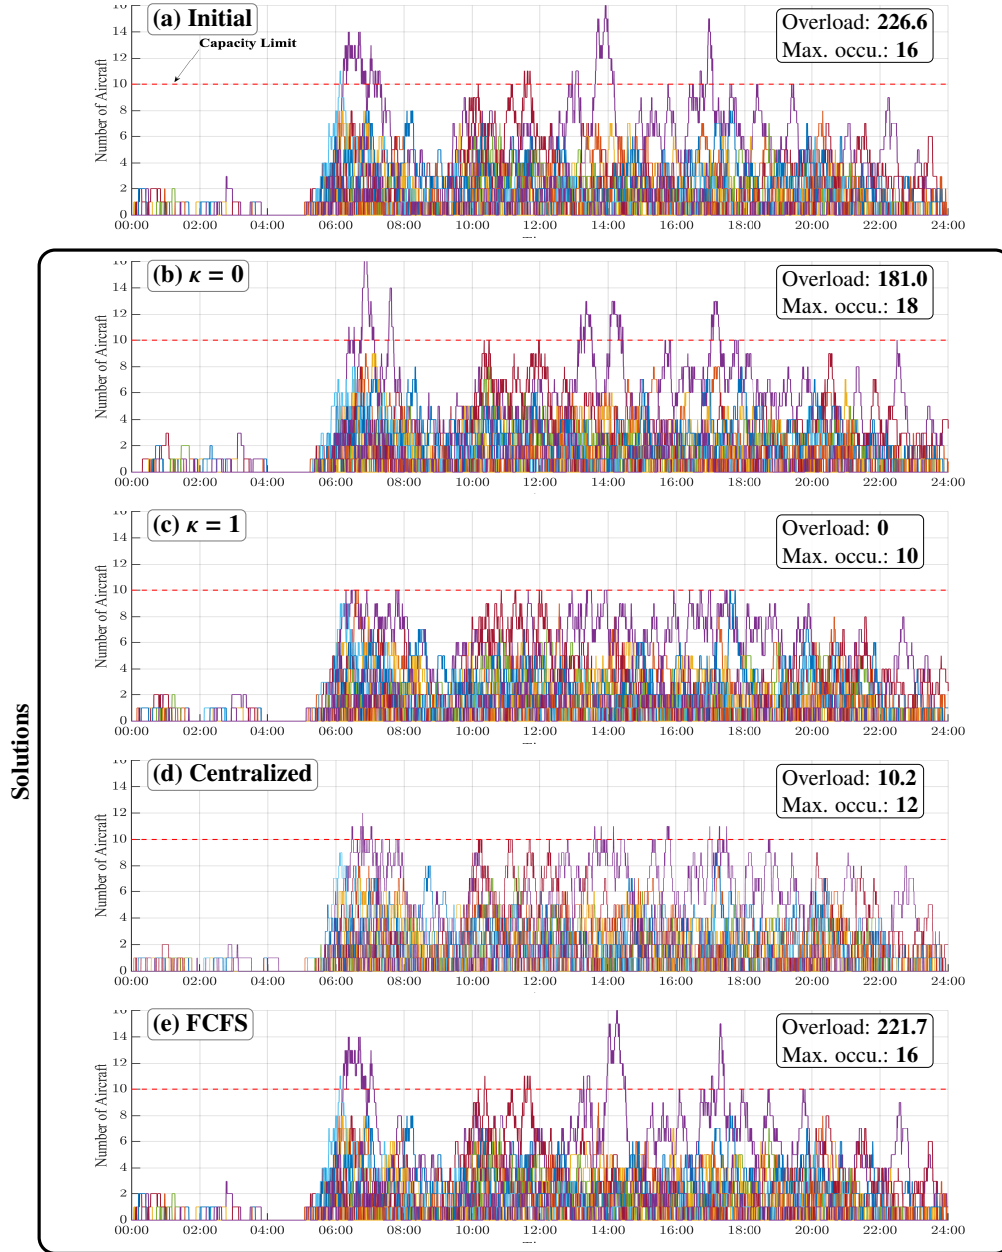 (a) Initial
Capacity Limit
Overload: 226.6
Max. occu.: 16
Number of Aircraft
16
14
12
10
8
6
4
2
0
00:00 02:00 04:00 06:00 08:00 10:00 12:00 14:00 16:00 18:00 20:00 22:00 24:00
Solutions
(b) κ = 0
Overload: 181.0
Max. occu.: 18
Number of Aircraft
16
14
12
10
8
6
4
2
0
00:00 02:00 04:00 06:00 08:00 10:00 12:00 14:00 16:00 18:00 20:00 22:00 24:00
(c) κ = 1
Overload: 0
Max. occu.: 10
Number of Aircraft
16
14
12
10
8
6
4
2
0
00:00 02:00 04:00 06:00 08:00 10:00 12:00 14:00 16:00 18:00 20:00 22:00 24:00
(d) Centralized
Overload: 10.2
Max. occu.: 12
Number of Aircraft
16
14
12
10
8
6
4
2
0
00:00 02:00 04:00 06:00 08:00 10:00 12:00 14:00 16:00 18:00 20:00 22:00 24:00
(e) FCFS
Overload: 221.7
Max. occu.: 16
Number of Aircraft
16
14
12
10
8
6
4
2
0
00:00 02:00 04:00 06:00 08:00 10:00 12:00 14:00 16:00 18:00 20:00 22:00 24:00